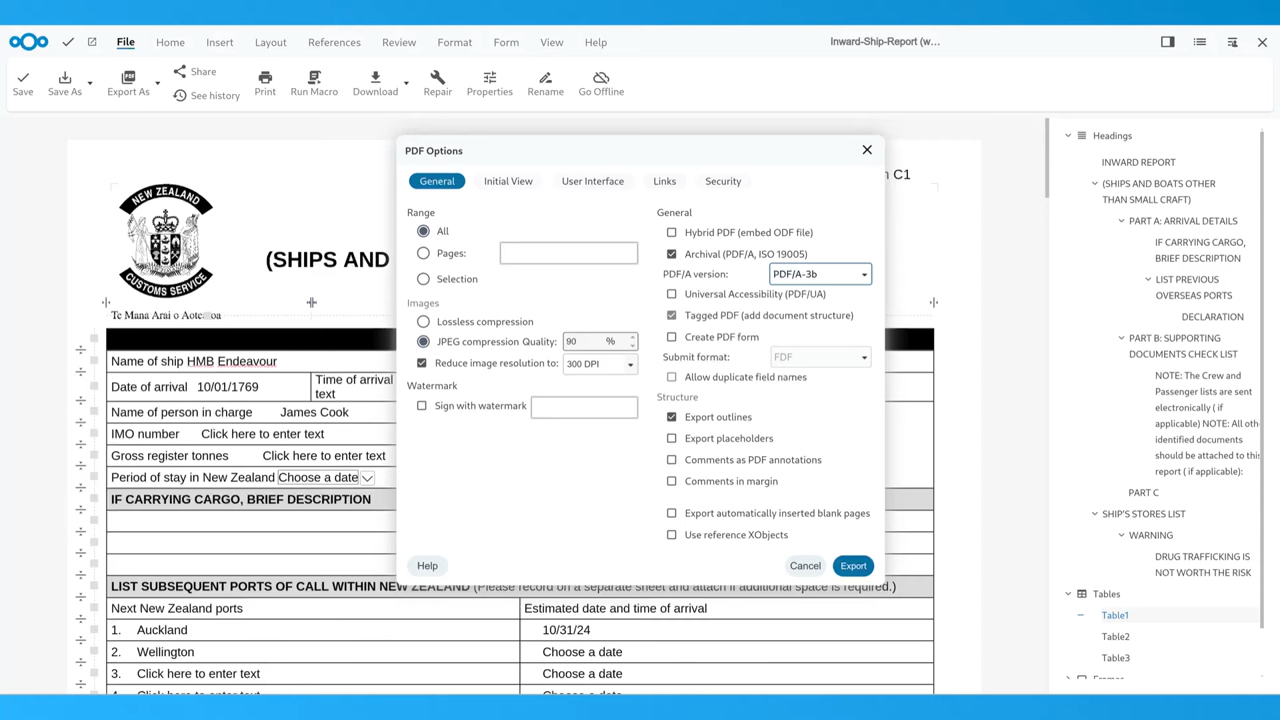 File
Home
Insert
Layout
References
Review
Format
Form
View
Help
Inward-Ship-Report (w...
Save
Save As
Export As
Share
See history
Print
Run Macro
Download
Repair
Properties
Rename
Go Offline
NEW ZEALAND
CUSTOMS SERVICE
Te Mana Arai o Aotearoa
C1
(SHIPS AND
Name of ship HMB Endeavour
Date of arrival 10/01/1769
Time of arrival
text
Name of person in charge James Cook
IMO number Click here to enter text
Gross register tonnes Click here to enter text
Period of stay in New Zealand Choose a date
IF CARRYING CARGO, BRIEF DESCRIPTION
LIST SUBSEQUENT PORTS OF CALL WITHIN NEW ZEALAND (Please record on a separate sheet and attach if additional space is required.)
Next New Zealand ports Estimated date and time of arrival
1. Auckland 10/31/24
2. Wellington Choose a date
3. Click here to enter text Choose a date
PDF Options
General
Initial View
User Interface
Links
Security
Range
All
Pages:
Selection
Images
Lossless compression
JPEG compression Quality: 90 %
Reduce image resolution to: 300 DPI
Watermark
Sign with watermark
General
Hybrid PDF (embed ODF file)
Archival (PDF/A, ISO 19005)
PDF/A version: PDF/A-3b
Universal Accessibility (PDF/UA)
Tagged PDF (add document structure)
Create PDF form
Submit format: FDF
Allow duplicate field names
Structure
Export outlines
Export placeholders
Comments as PDF annotations
Comments in margin
Export automatically inserted blank pages
Use reference XObjects
Help
Cancel
Export
Headings
INWARD REPORT
(SHIPS AND BOATS OTHER
THAN SMALL CRAFT)
PART A: ARRIVAL DETAILS
IF CARRYING CARGO,
BRIEF DESCRIPTION
LIST PREVIOUS
OVERSEAS PORTS
DECLARATION
PART B: SUPPORTING
DOCUMENTS CHECK LIST
NOTE: The Crew and
Passenger lists are sent
electronically ( if
applicable) NOTE: All oth
identified documents
should be attached to this
report ( if applicable):
PART C
SHIP'S STORES LIST
WARNING
DRUG TRAFFICKING IS
NOT WORTH THE RISK
Tables
Table1
Table2
Table3